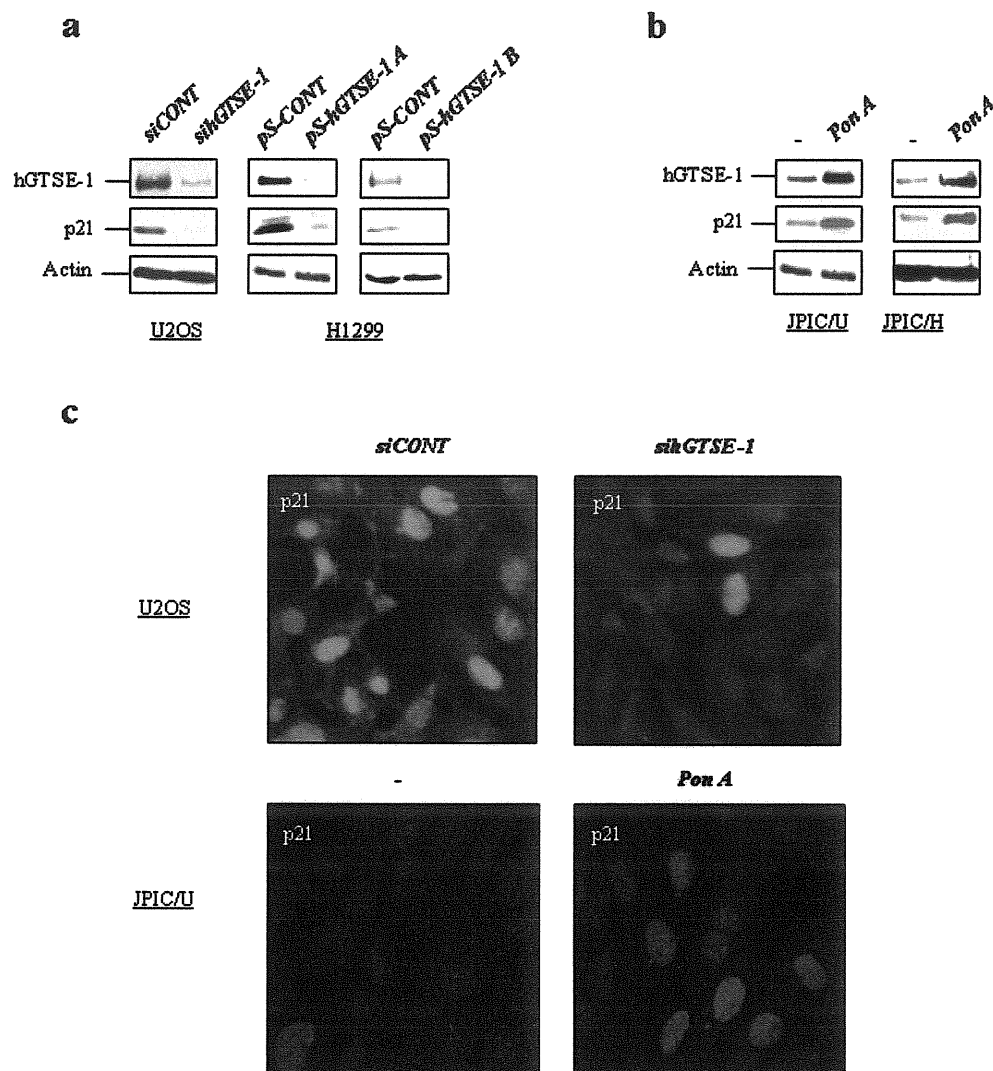 a
siCONT
sihGTSE-1
pS-CONT
pS-hGTSE-1 A
pS-CONT
pS-hGTSE-1 B
hGTSE-1
p21
Actin
U2OS
H1299
b
-
Pon A
-
Pon A
hGTSE-1
p21
Actin
JPIC/U
JPIC/H
c
siCONT
sihGTSE-1
p21
p21
U2OS
-
Pon A
p21
p21
JPIC/U